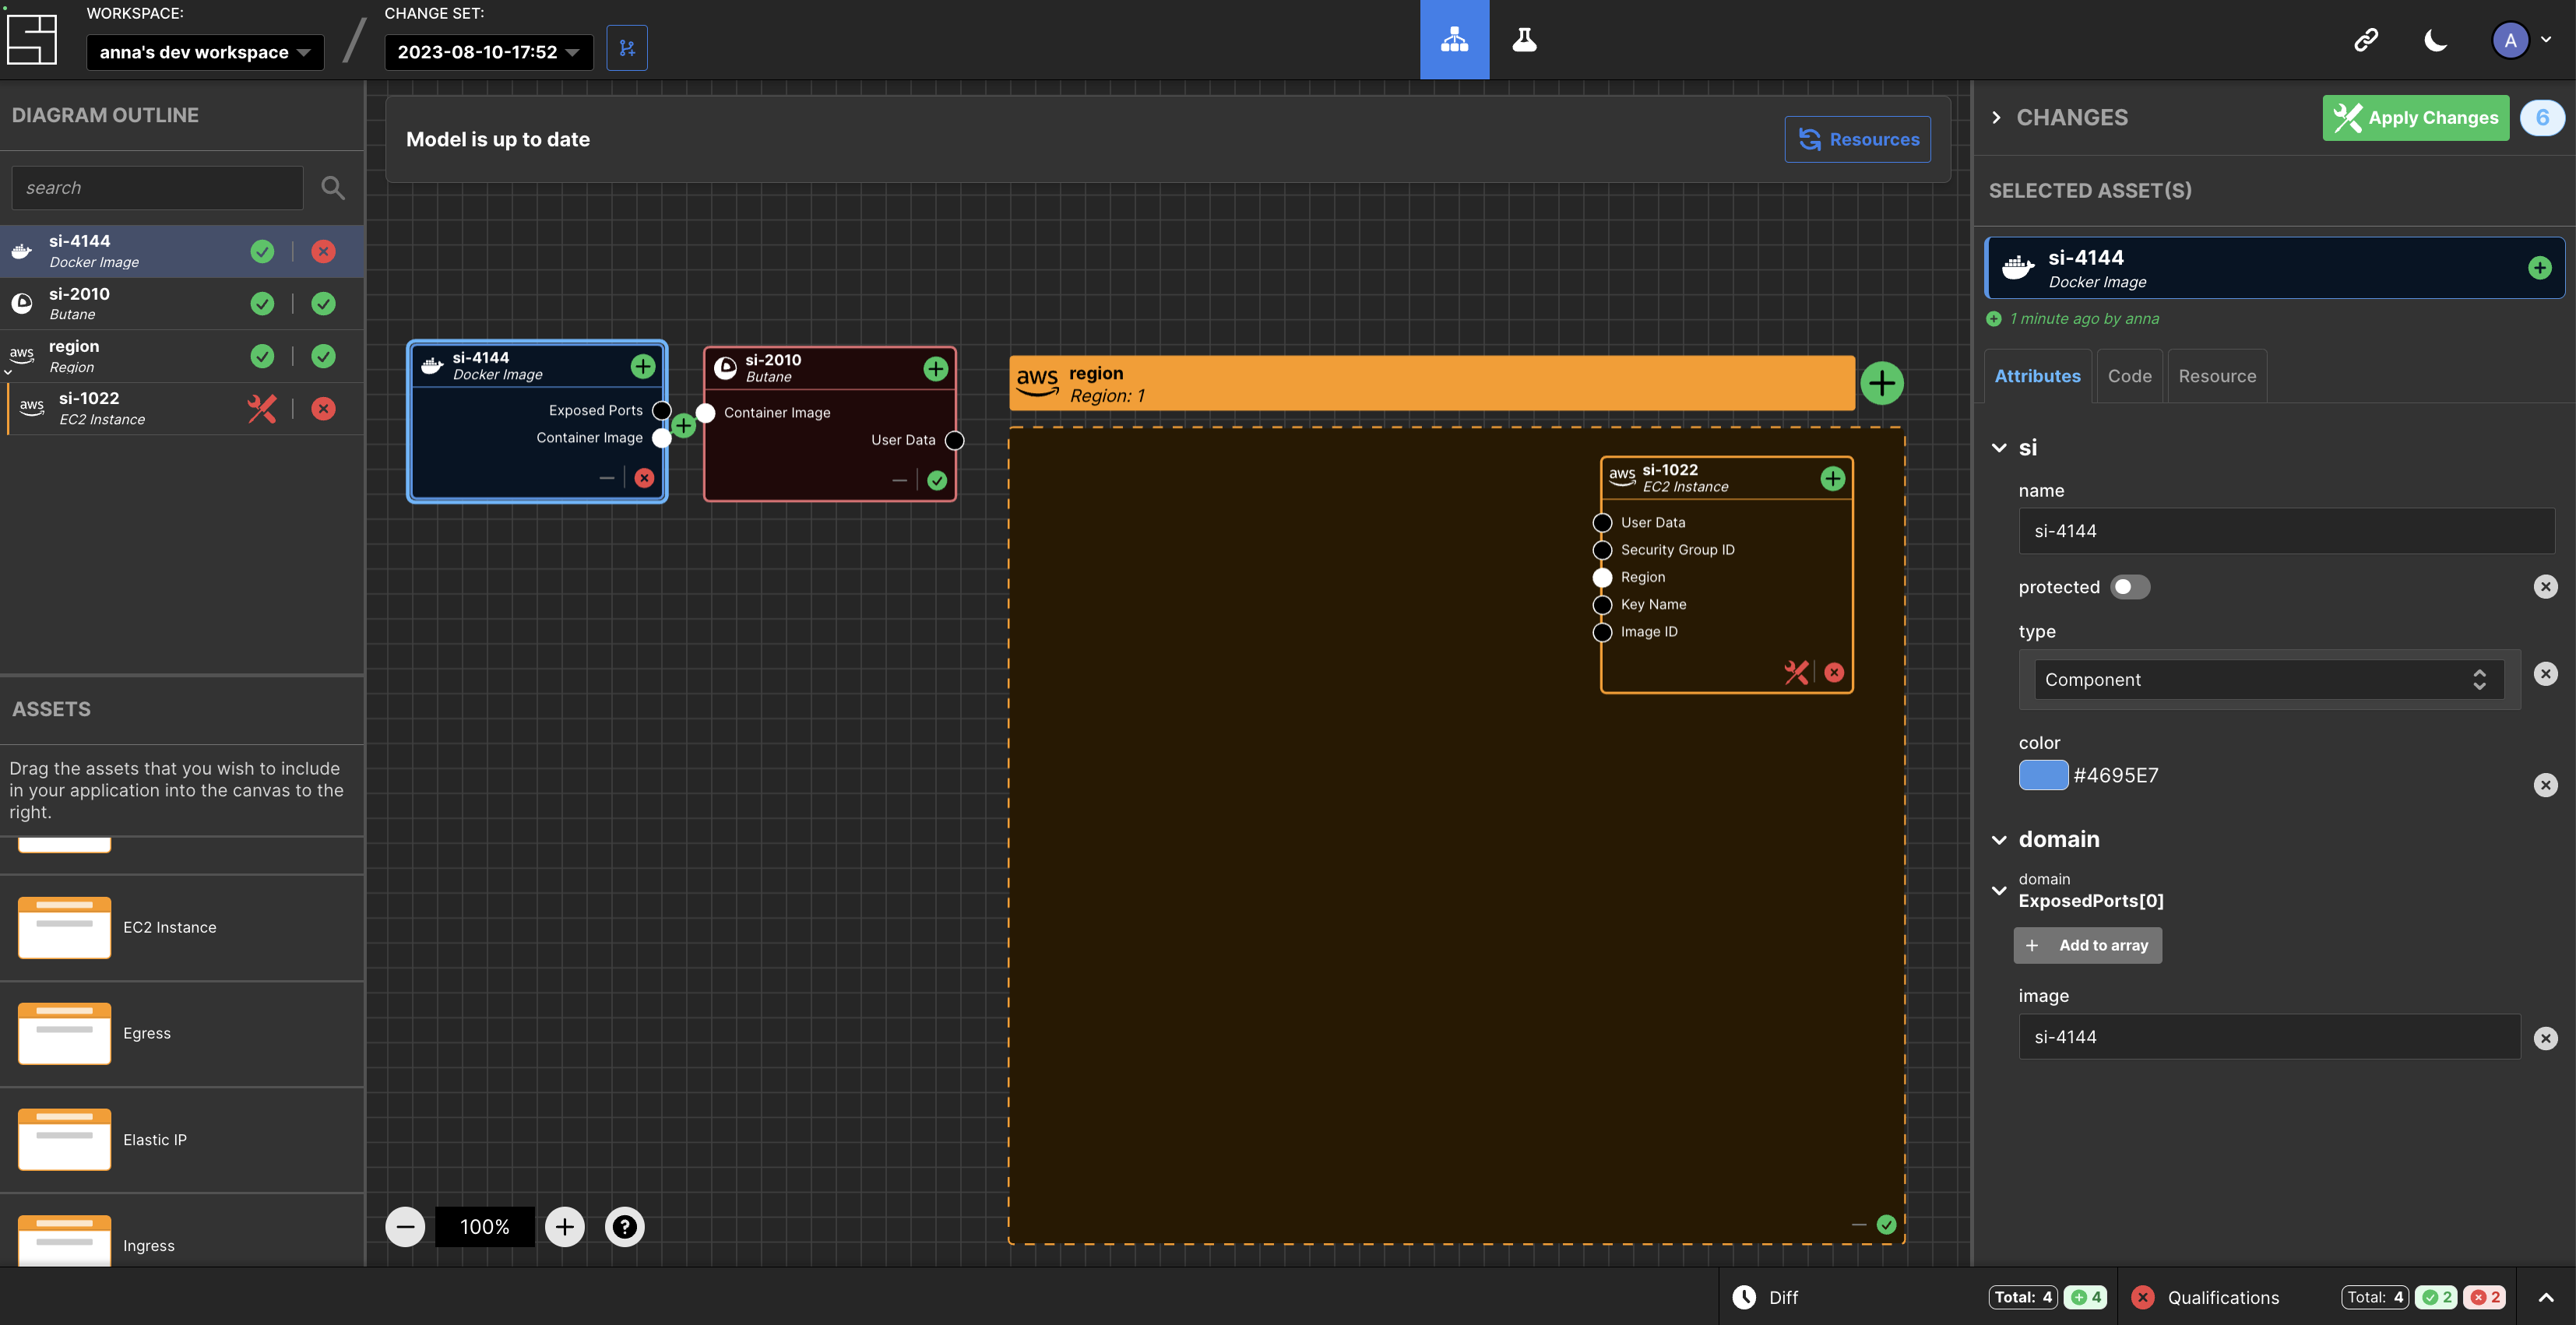 WORKSPACE:
anna's dev workspace
CHANGE SET:
2023-08-10-17:52
A
DIAGRAM OUTLINE
search
si-4144
Docker Image
si-2010
Butane
aws
region
Region
aws
si-1022
EC2 Instance
ASSETS
Drag the assets that you wish to include
in your application into the canvas to the
right.
EC2 Instance
Egress
Elastic IP
Ingress
Model is up to date
Resources
si-4144
Docker Image
Exposed Ports
Container Image
si-2010
Butane
Container Image
User Data
aws
region
Region: 1
aws
si-1022
EC2 Instance
User Data
Security Group ID
Region
Key Name
Image ID
100%
?
CHANGES
Apply Changes
6
SELECTED ASSET(S)
si-4144
Docker Image
1 minute ago by anna
Attributes
Code
Resource
si
name
si-4144
protected
type
Component
color
#4695E7
domain
domain
ExposedPorts[0]
+ Add to array
image
si-4144
Diff
Total: 4
4
Qualifications
Total: 4
2
2